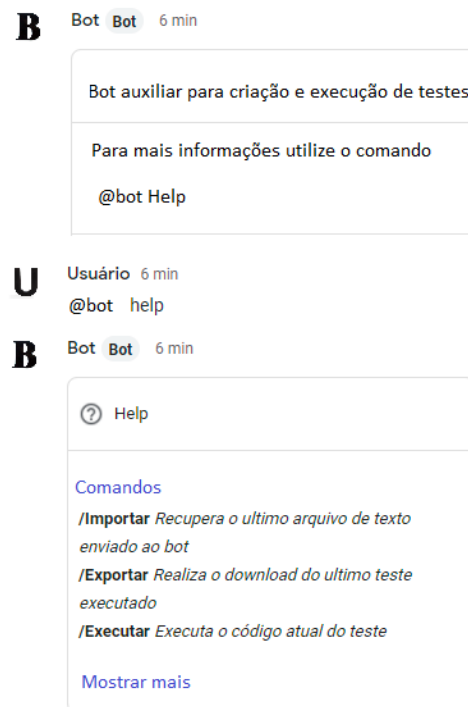 B Bot Bot 6 min
Bot auxiliar para criação e execução de testes
Para mais informações utilize o comando
@bot Help
U Usuário 6 min
@bot help
B Bot Bot 6 min
? Help
Comandos
/Importar Recupera o ultimo arquivo de texto
enviado ao bot
/Exportar Realiza o download do ultimo teste
executado
/Executar Executa o código atual do teste
Mostrar mais